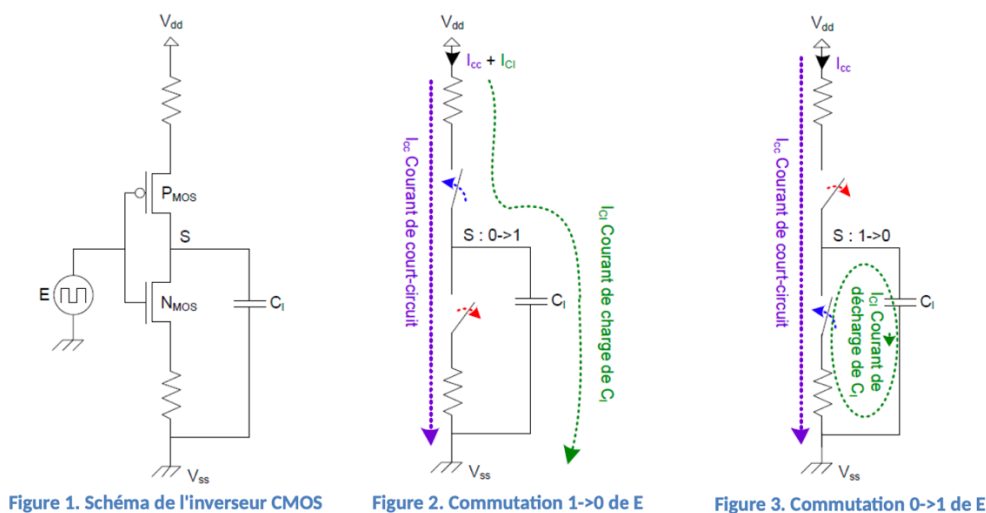 Vdd
PMOS
S
E
NMOS
Cl
Vss
Figure 1. Schéma de l'inverseur CMOS
Vdd
Icc + ICl
Icc Courant de court-circuit
S : 0->1
Cl
ICl Courant de charge de Cl
Vss
Figure 2. Commutation 1->0 de E
Vdd
Icc
Icc Courant de court-circuit
S : 1->0
ICl Courant de
décharge de Cl
Cl
Vss
Figure 3. Commutation 0->1 de E